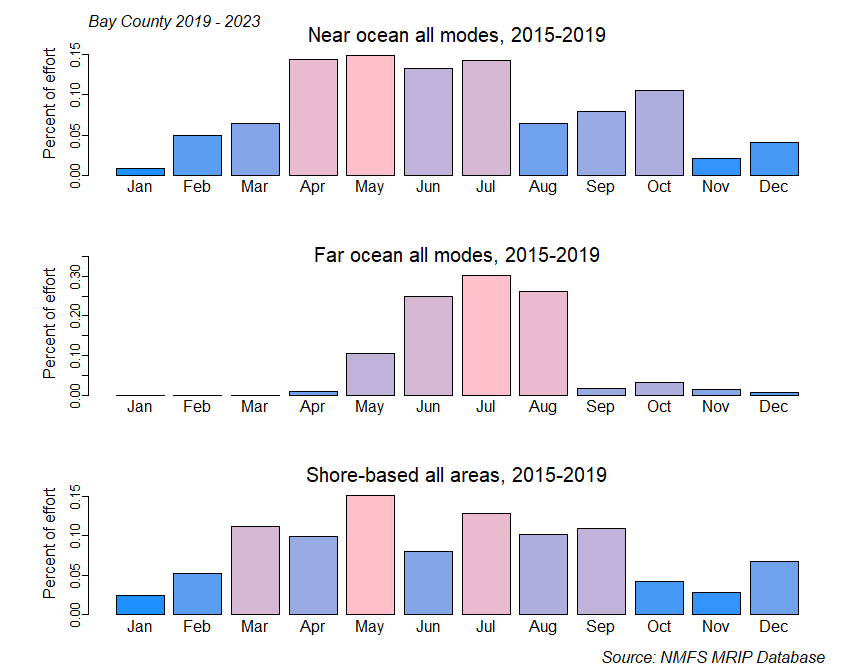 Bay County 2019 - 2023
Near ocean all modes, 2015-2019
Percent of effort
0.00 0.05 0.10 0.15
Jan Feb Mar Apr May Jun Jul Aug Sep Oct Nov Dec
Far ocean all modes, 2015-2019
Percent of effort
0.00 0.10 0.20 0.30
Jan Feb Mar Apr May Jun Jul Aug Sep Oct Nov Dec
Shore-based all areas, 2015-2019
Percent of effort
0.00 0.05 0.10 0.15
Jan Feb Mar Apr May Jun Jul Aug Sep Oct Nov Dec
Source: NMFS MRIP Database